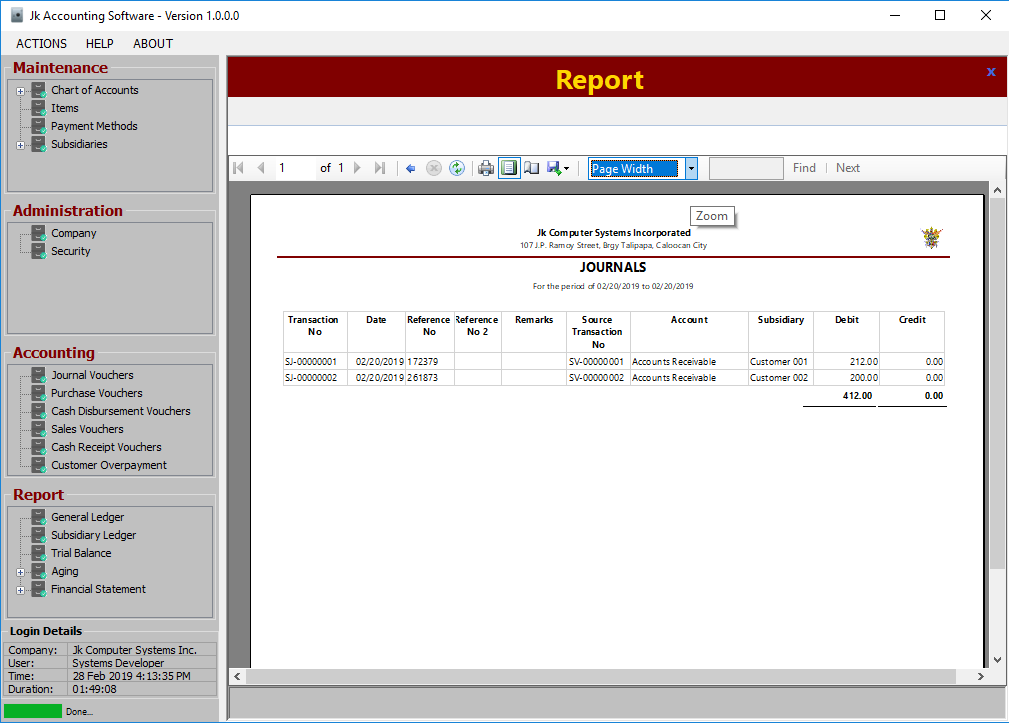 Jk Accounting Software - Version 1.0.0.0
ACTIONS HELP ABOUT
Maintenance
Chart of Accounts
Items
Payment Methods
Subsidiaries
Administration
Company
Security
Accounting
Journal Vouchers
Purchase Vouchers
Cash Disbursement Vouchers
Sales Vouchers
Cash Receipt Vouchers
Customer Overpayment
Report
General Ledger
Subsidiary Ledger
Trial Balance
Aging
Financial Statement
Login Details
Company: Jk Computer Systems Inc.
User: Systems Developer
Time: 28 Feb 2019 4:13:35 PM
Duration: 01:49:08
Done...
Report x
1 of 1 Page Width Find Next
Zoom
Jk Computer Systems Incorporated
107 J.P. Ramoy Street, Brgy Talipapa, Caloocan City
JOURNALS
For the period of 02/20/2019 to 02/20/2019
Transaction No Date Reference No Reference No 2 Remarks Source Transaction No Account Subsidiary Debit Credit
SJ-00000001 02/20/2019 172379 SV-00000001 Accounts Receivable Customer 001 212.00 0.00
SJ-00000002 02/20/2019 261873 SV-00000002 Accounts Receivable Customer 002 200.00 0.00
412.00 0.00